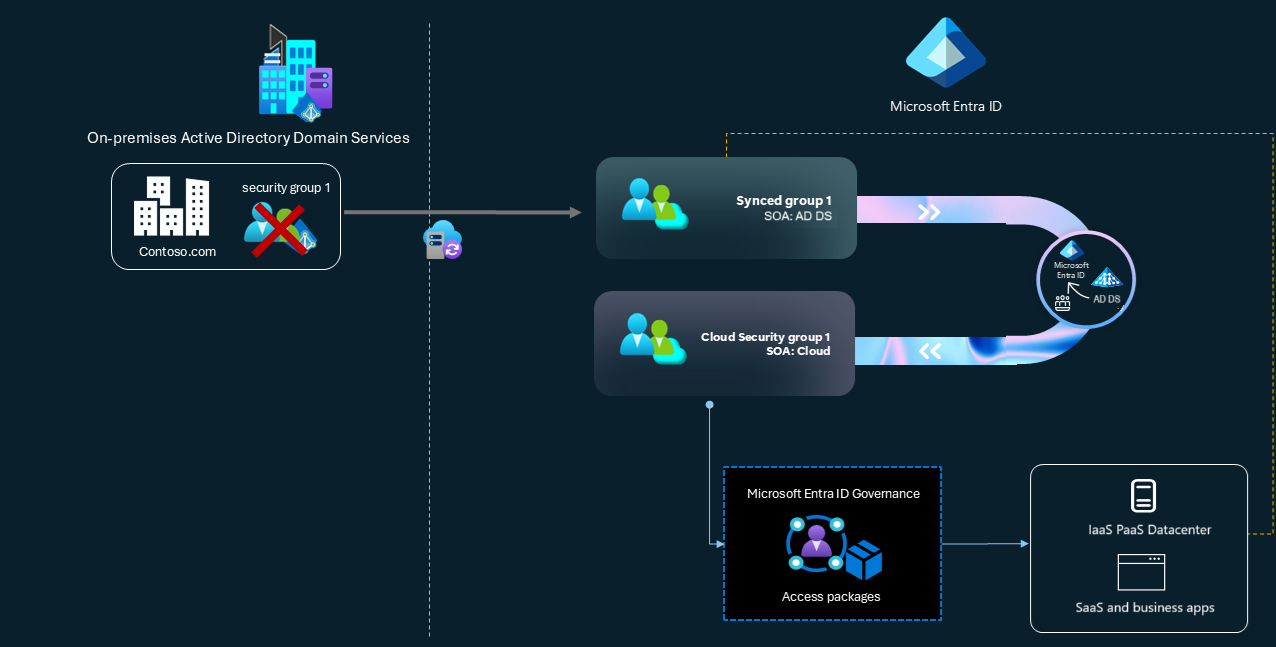 Microsoft Entra ID
On-premises Active Directory Domain Services
security group 1
Contoso.com
Synced group 1
SOA: AD DS
Microsoft
Entra ID
AD DS
Cloud Security group 1
SOA: Cloud
Microsoft Entra ID Governance
Access packages
IaaS PaaS Datacenter
SaaS and business apps